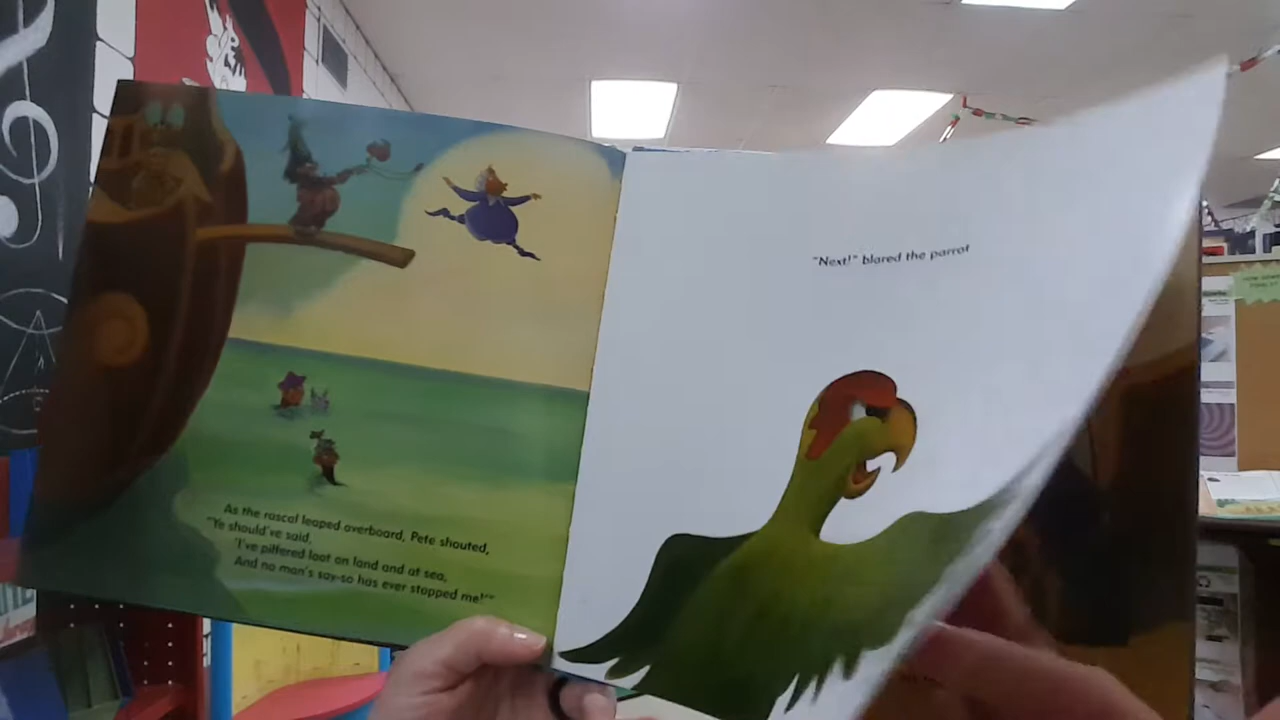 As the rascal leaped overboard, Pete shouted,
"Ye should've said,
'I've pilfered loot on land and at sea,
And no man's say-so has ever stopped me!'"
"Next!" blared the parrot